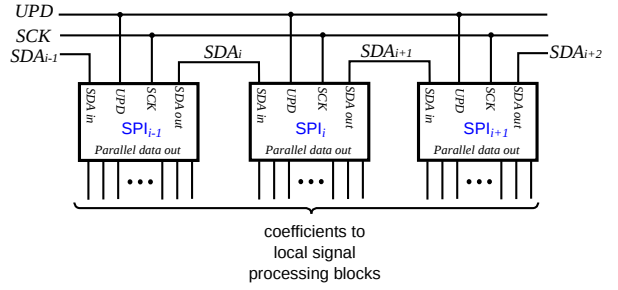 UPD
SCK
SDAi-1
SDAi
SDAi+1
SDAi+2
SDA in
UPD
SCK
SDA out
SPIi-1
Parallel data out
SDA in
UPD
SCK
SDA out
SPIi
Parallel data out
SDA in
UPD
SCK
SDA out
SPIi+1
Parallel data out
coefficients to
local signal
processing blocks